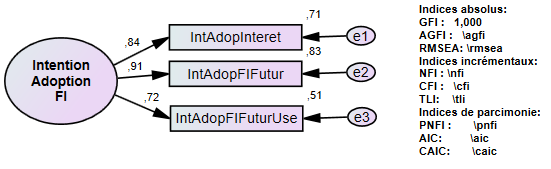 Intention
Adoption
FI
,84
,91
,72
IntAdopInteret
,71
e1
IntAdopFIFutur
,83
e2
IntAdopFIFuturUse
,51
e3
Indices absolus:
GFI : 1,000
AGFI : \agfi
RMSEA: \rmsea
Indices incrémentaux:
NFI : \nfi
CFI : \cfi
TLI: \tli
Indices de parcimonie:
PNFI : \pnfi
AIC: \aic
CAIC: \caic